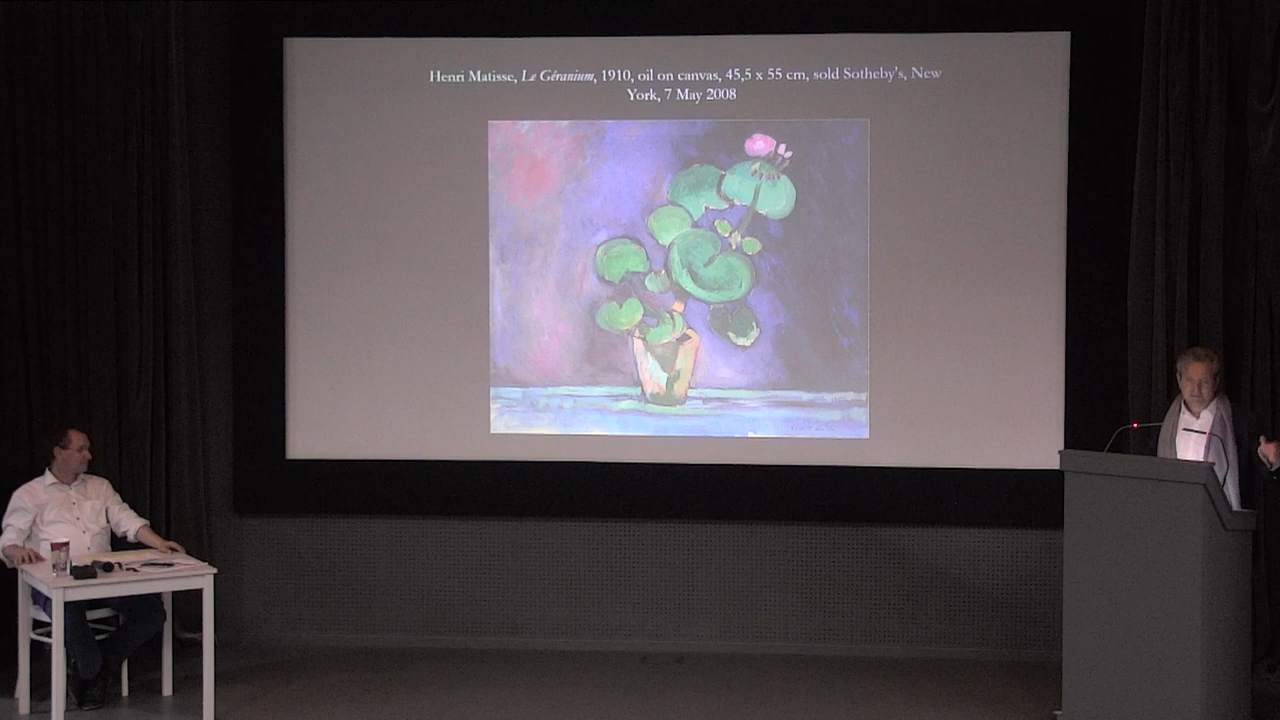 Henri Matisse, Le Géranium, 1910, oil on canvas, 45,5 x 55 cm, sold Sotheby's, New
York, 7 May 2008